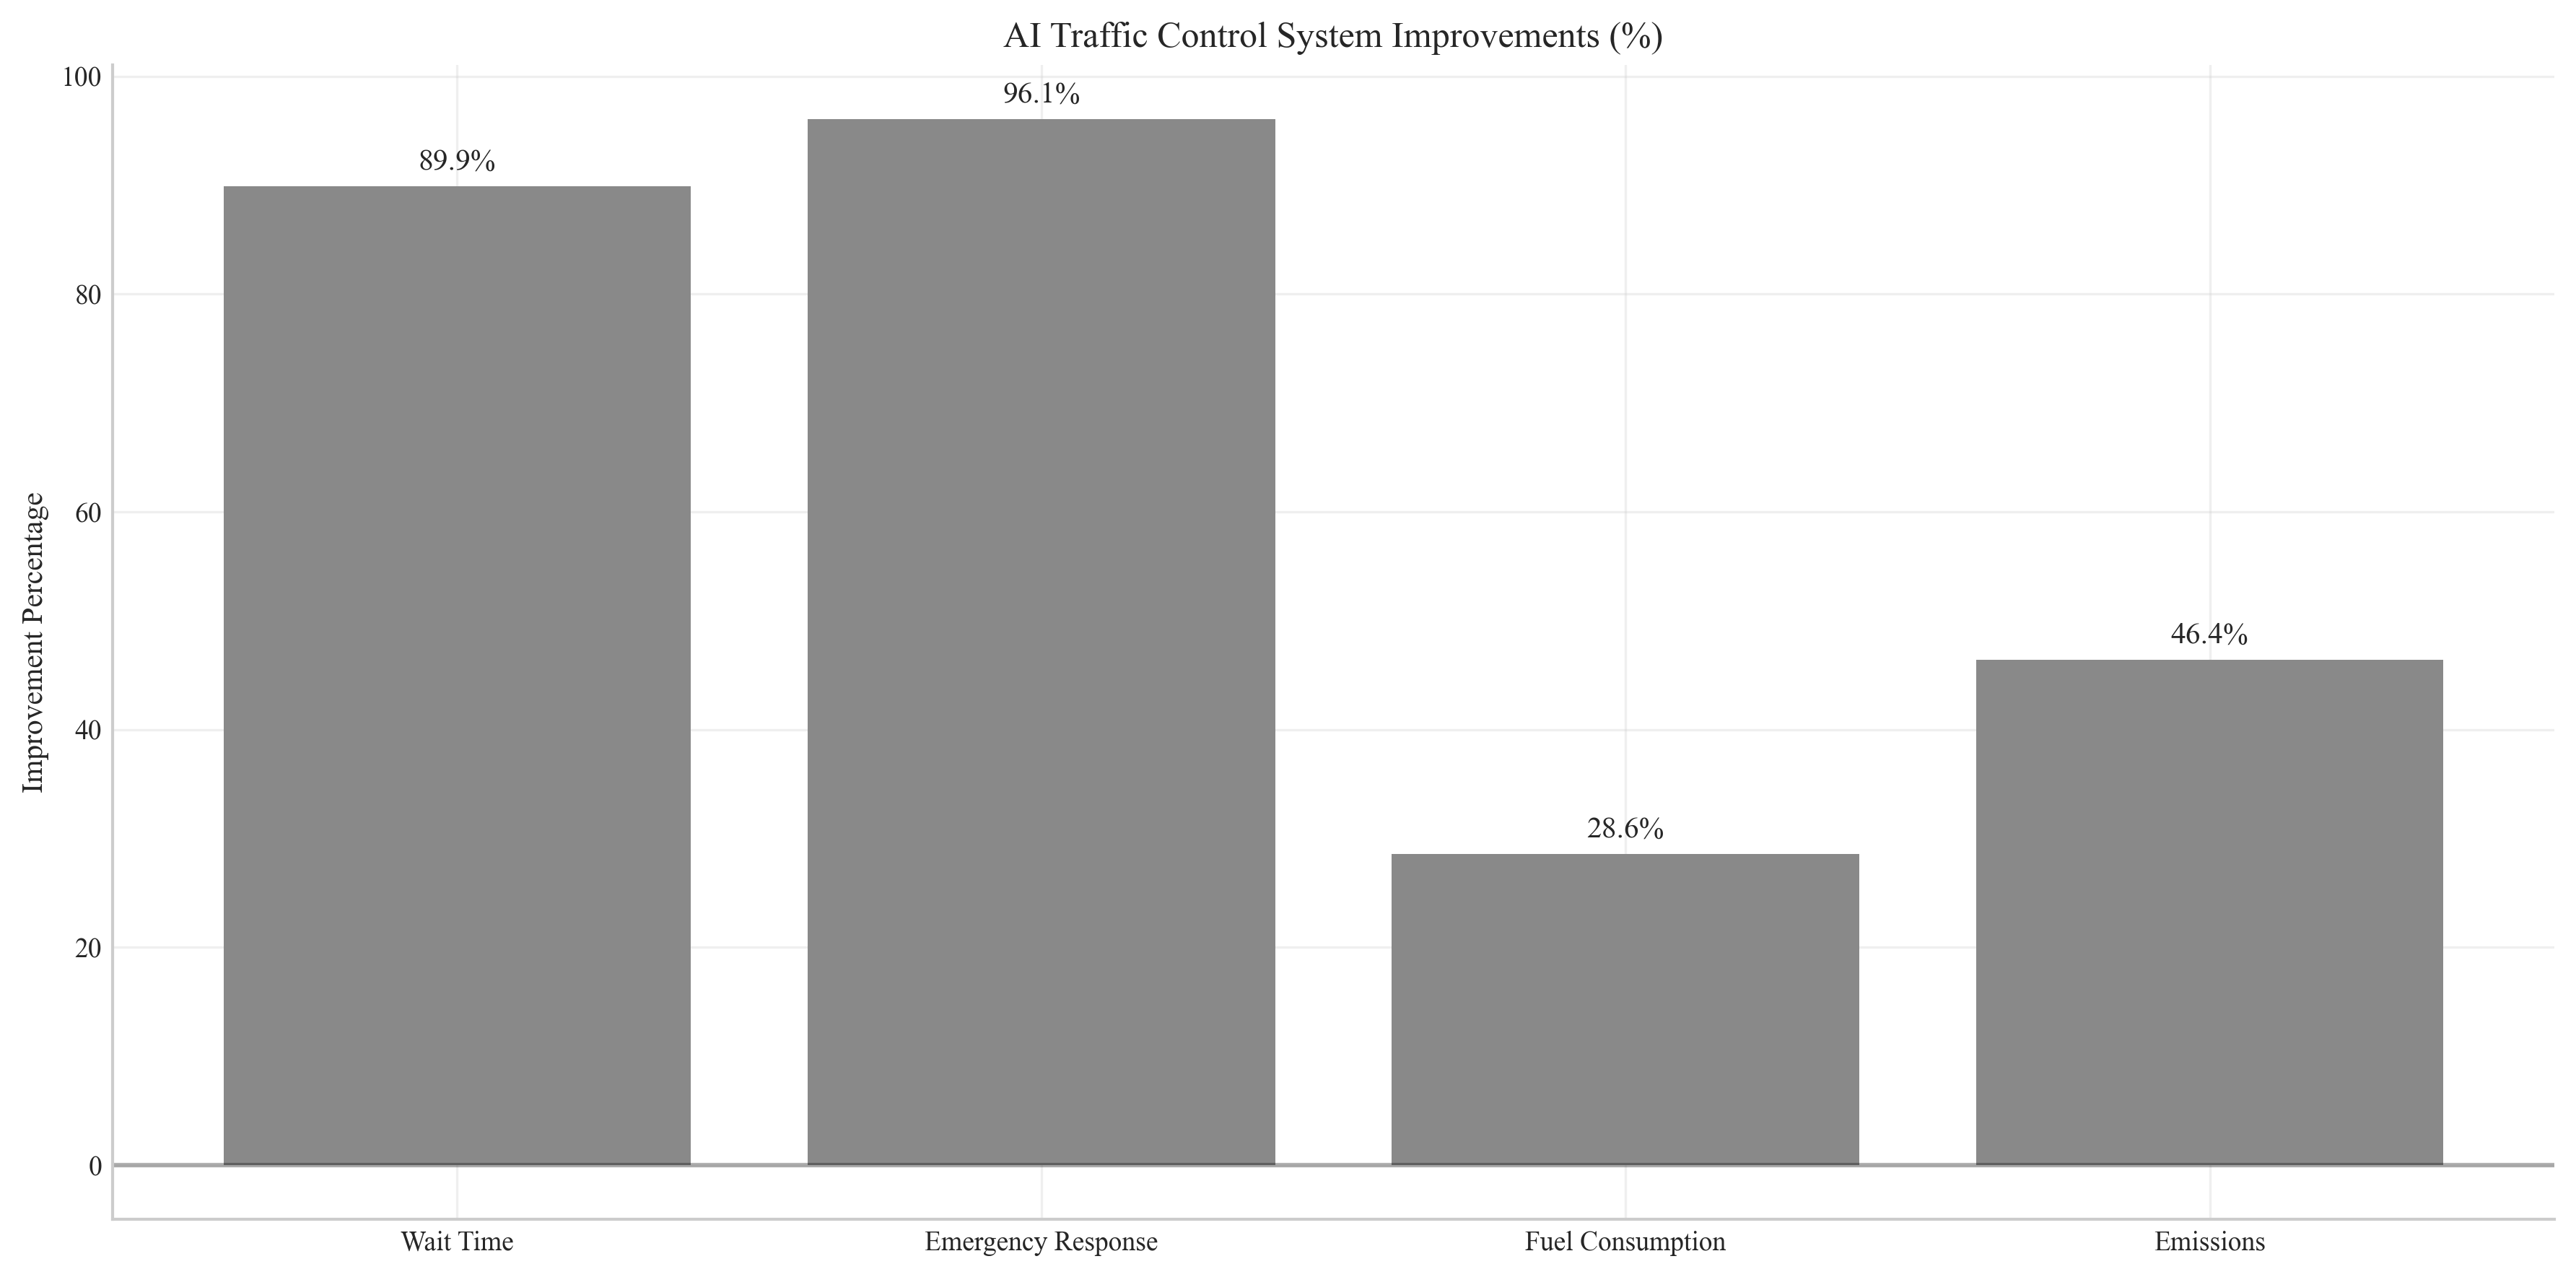 AI Traffic Control System Improvements (%)
Improvement Percentage
100
80
60
40
20
0
89.9%
96.1%
28.6%
46.4%
Wait Time
Emergency Response
Fuel Consumption
Emissions